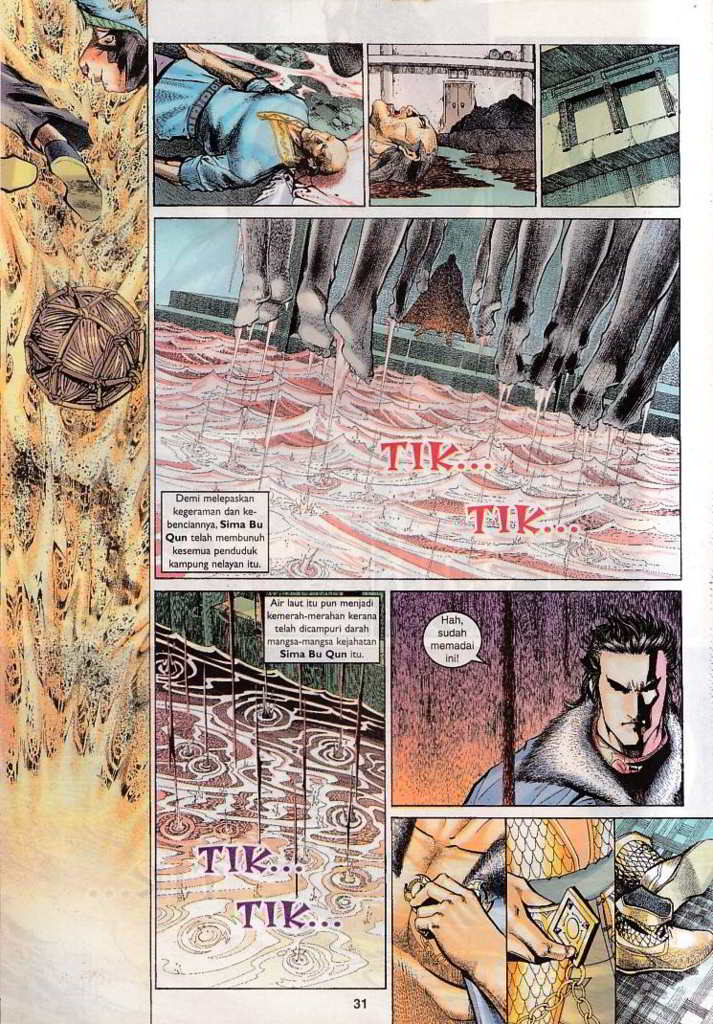 TIK...
TIK...
Demi melepaskan
kegeraman dan ke-
benciannya, Sima Bu
Qun telah membunuh
kesemua penduduk
kampung nelayan itu.
Air laut itu pun menjadi
kemerah-merahan kerana
telah dicampuri darah
mangsa-mangsa kejahatan
Sima Bu Qun itu.
Hah,
sudah
memadai
ini!
TIK...
TIK...
31